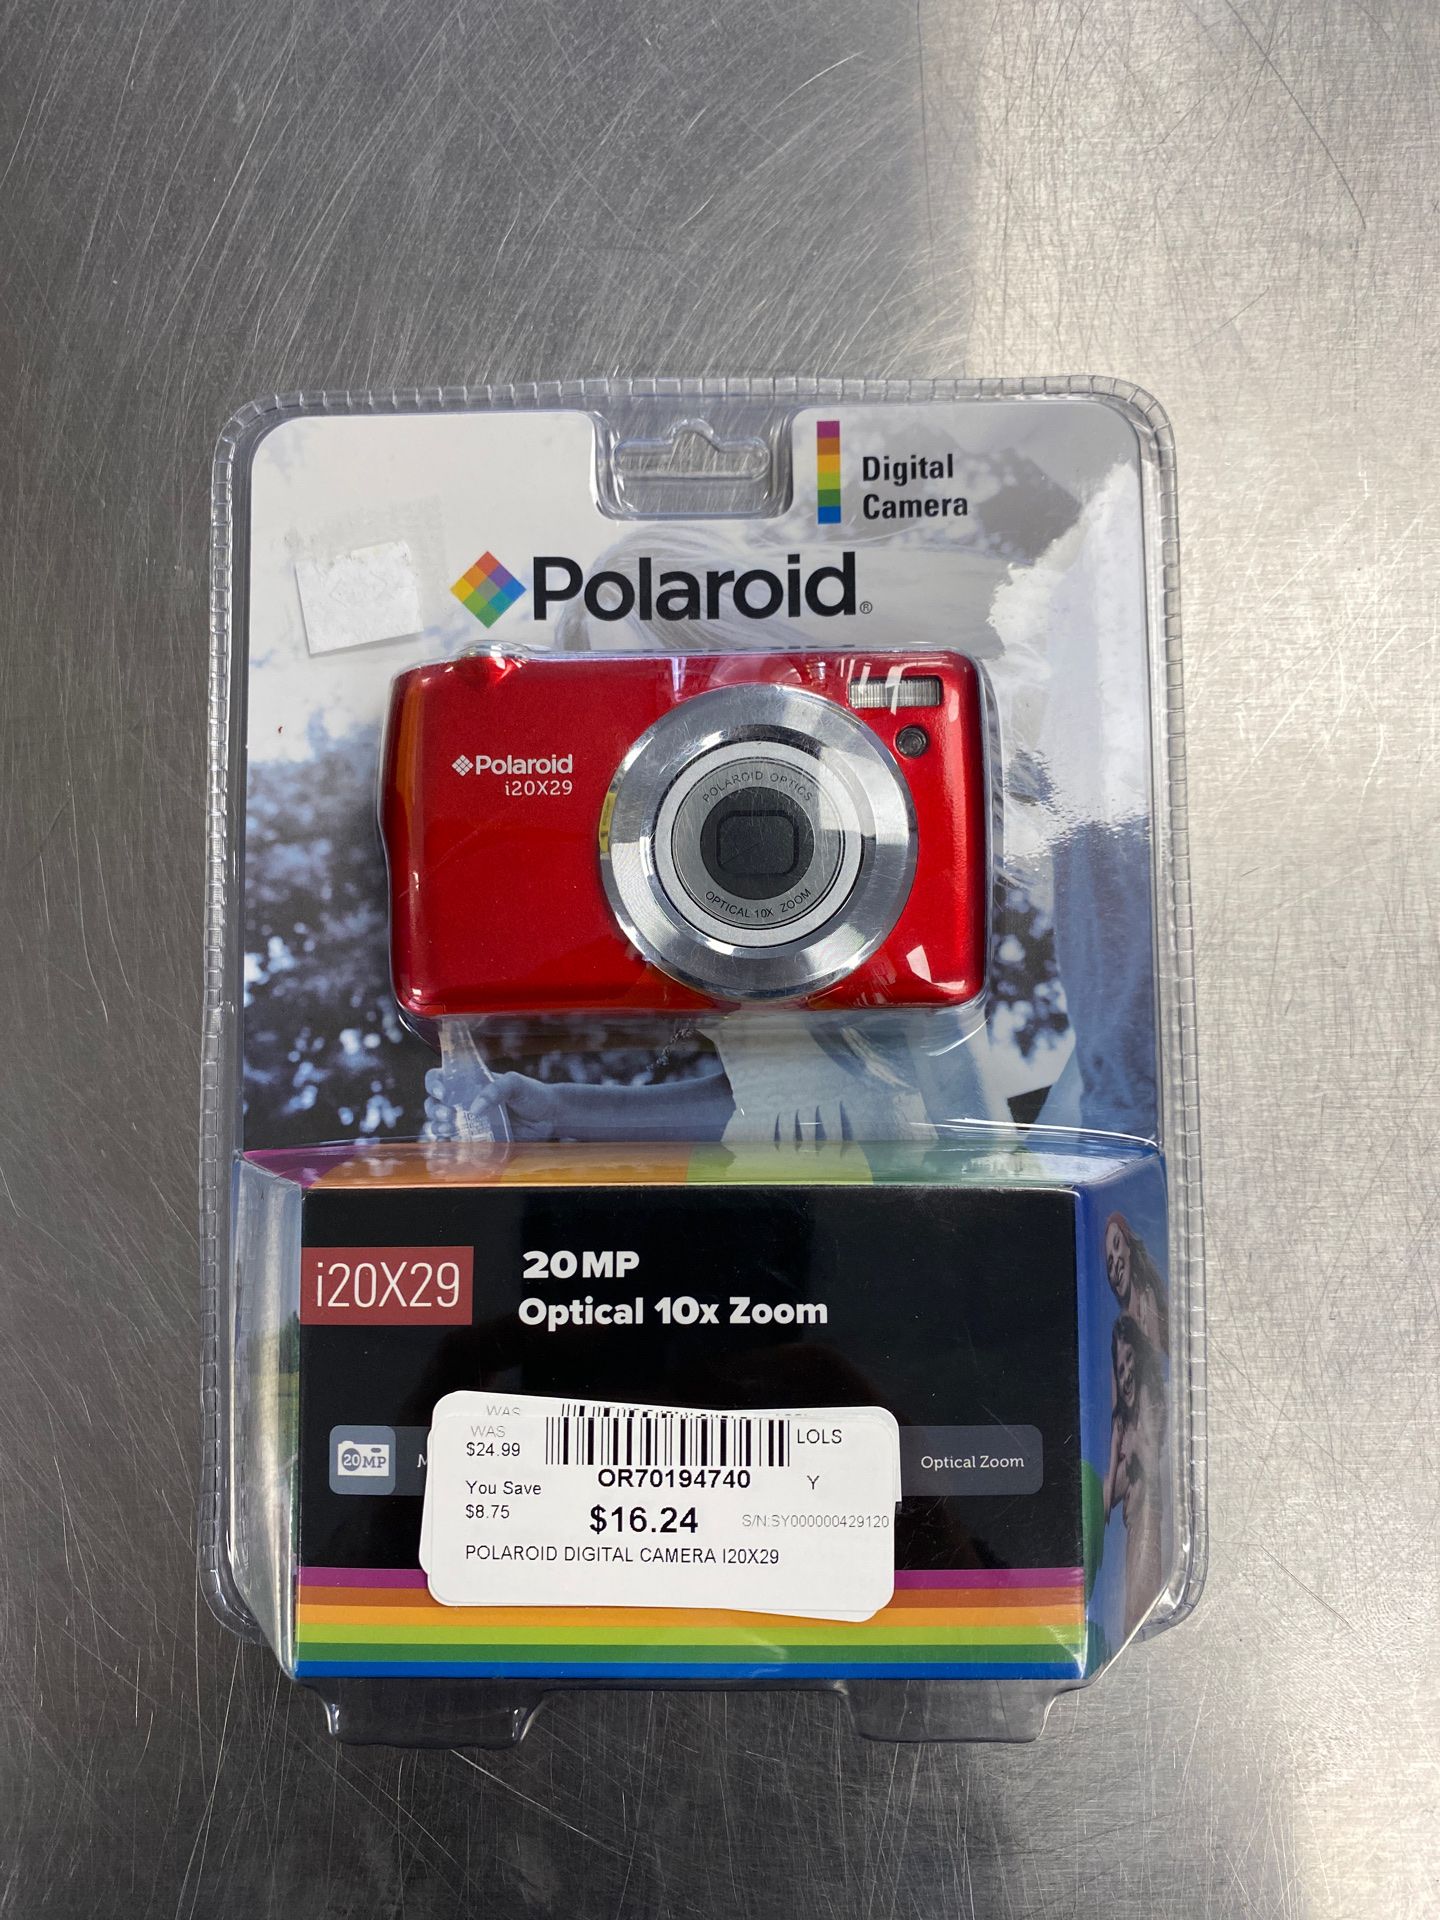 Digital
Camera
Polaroid®
Polaroid
i20X29
POLAROID OPTICS
OPTICAL 10X ZOOM
i20X29
20MP
Optical 10x Zoom
20MP
M
Optical Zoom
WAS
WAS
$24.99
LOLS
OR70194740
Y
You Save
$8.75
$16.24
S/N:SY000000429120
POLAROID DIGITAL CAMERA I20X29